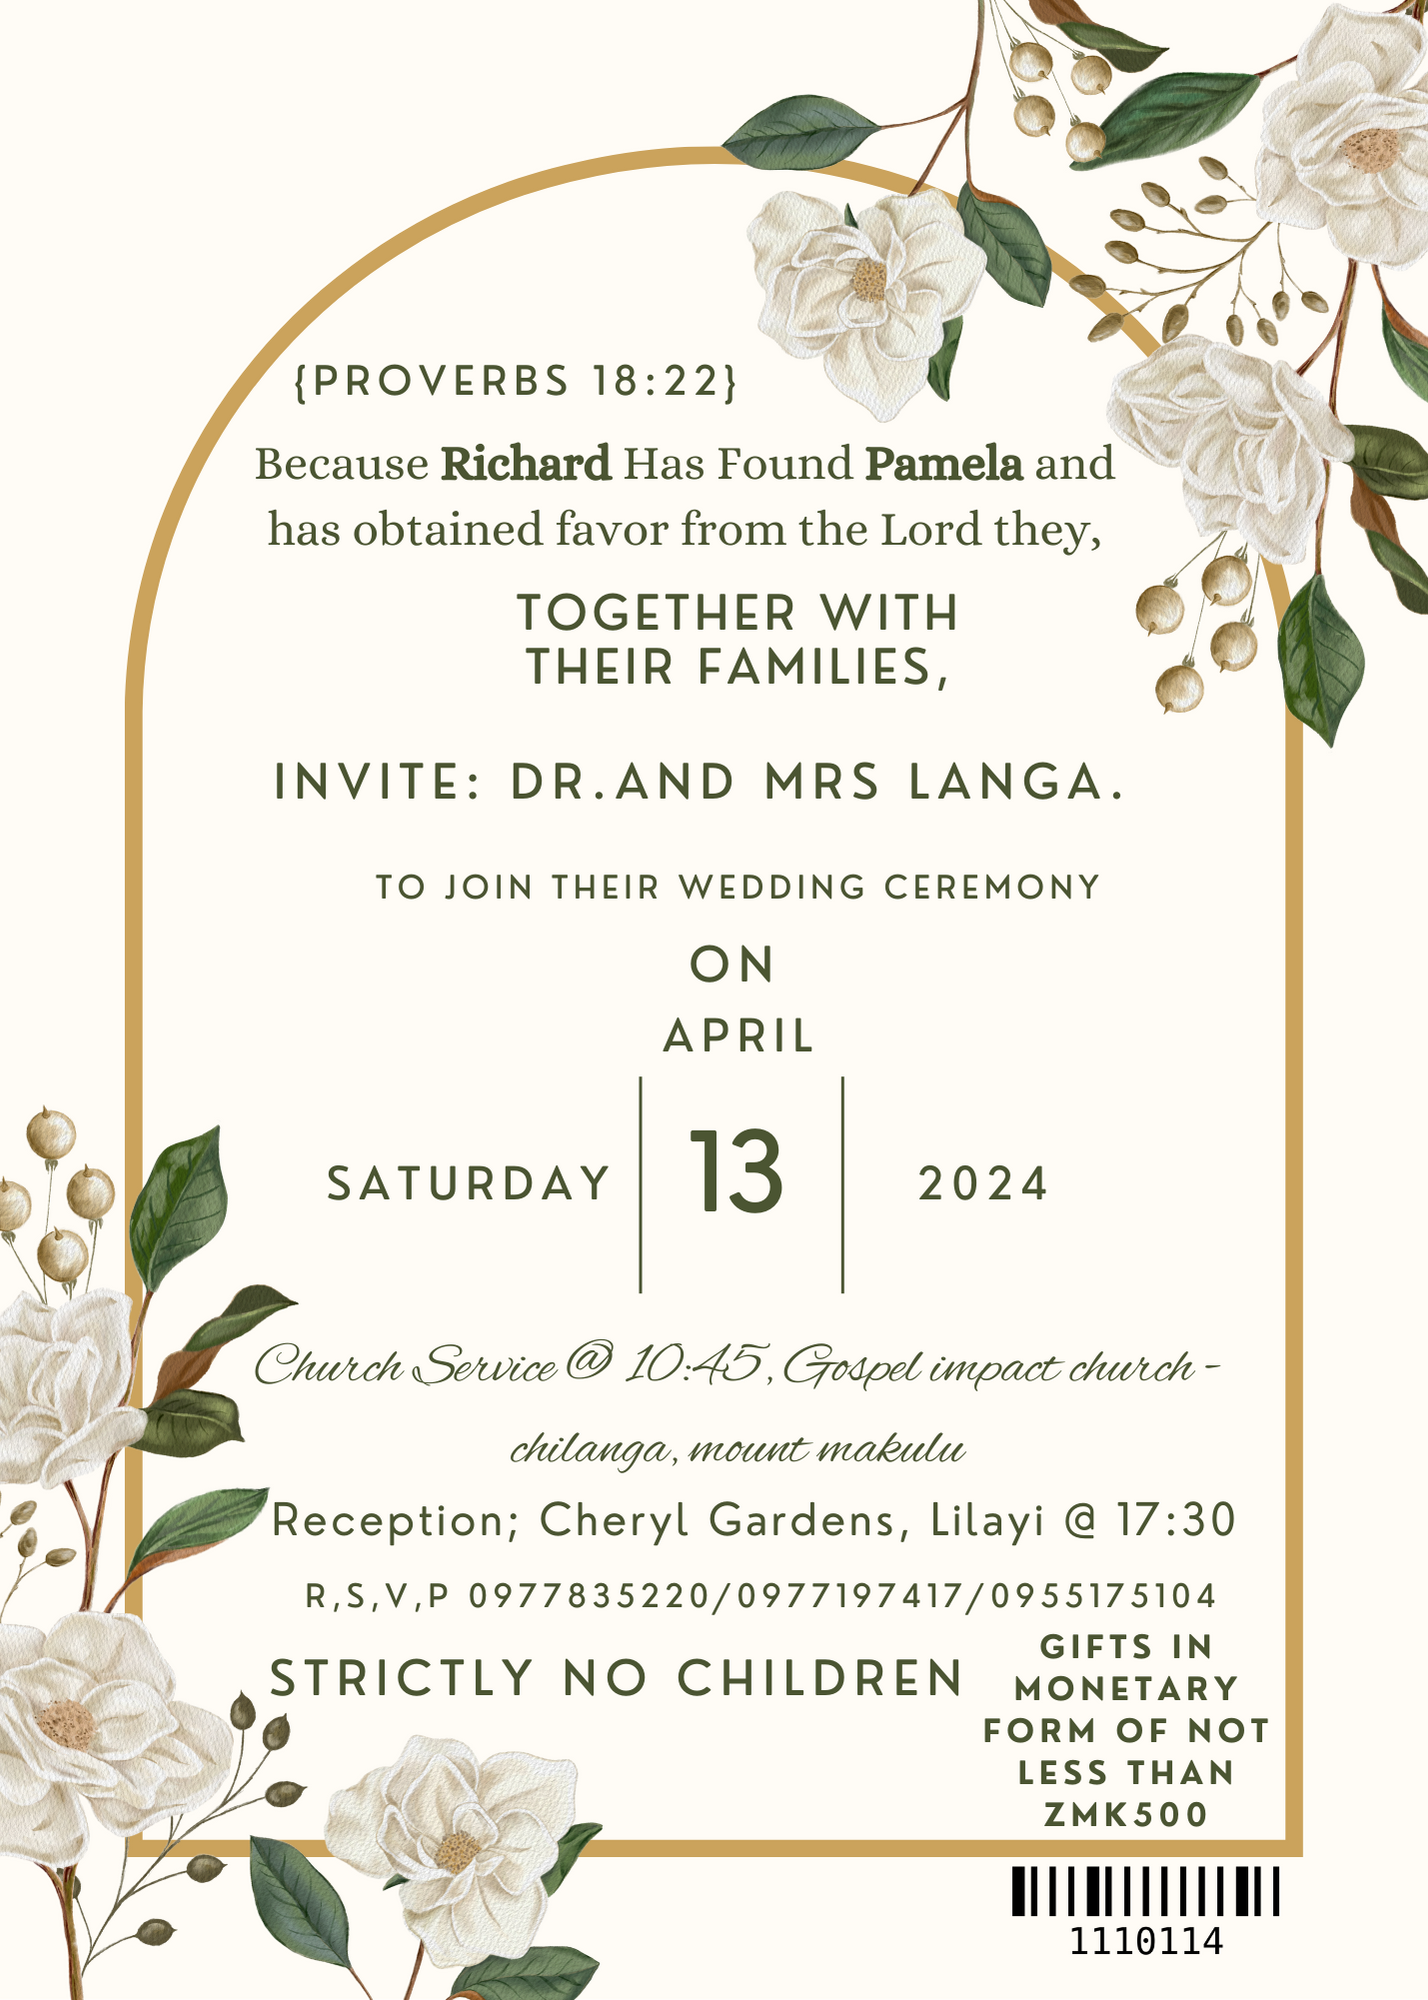 {PROVERBS 18:22}
Because Richard Has Found Pamela and
has obtained favor from the Lord they,
TOGETHER WITH
THEIR FAMILIES,
INVITE: DR.AND MRS LANGA.
TO JOIN THEIR WEDDING CEREMONY
ON
APRIL
SATURDAY 13 2024
Church Service @ 10:45, Gospel impact church -
chilanga, mount makulu
Reception; Cheryl Gardens, Lilayi @ 17:30
R,S,V,P 0977835220/0977197417/0955175104
STRICTLY NO CHILDREN
GIFTS IN
MONETARY
FORM OF NOT
LESS THAN
ZMK500
1110114